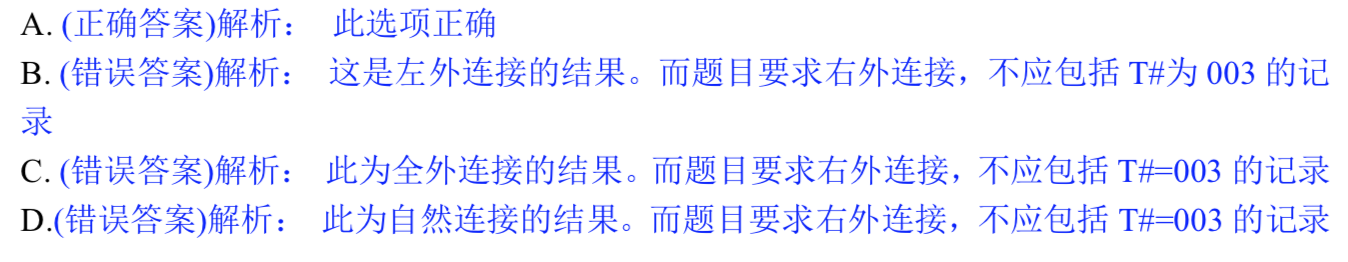 A. (正确答案)解析： 此选项正确
B. (错误答案)解析： 这是左外连接的结果。而题目要求右外连接，不应包括 T#为 003 的记
录
C. (错误答案)解析： 此为全外连接的结果。而题目要求右外连接，不应包括 T#=003 的记录
D.(错误答案)解析： 此为自然连接的结果。而题目要求右外连接，不应包括 T#=003 的记录